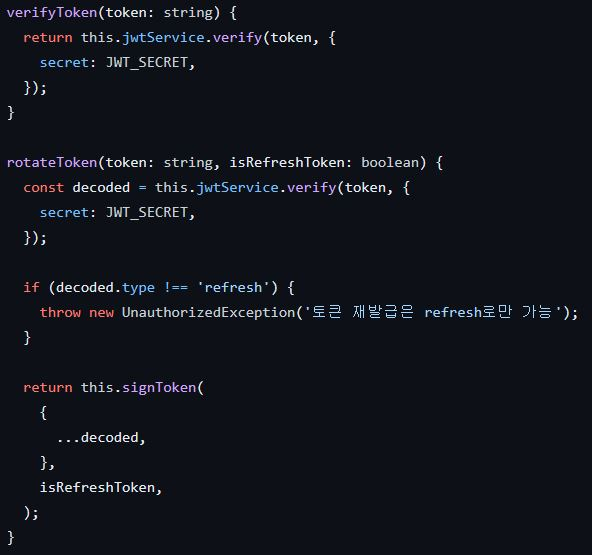 verifyToken(token: string) {
  return this.jwtService.verify(token, {
    secret: JWT_SECRET,
  });
}

rotateToken(token: string, isRefreshToken: boolean) {
  const decoded = this.jwtService.verify(token, {
    secret: JWT_SECRET,
  });

  if (decoded.type !== 'refresh') {
    throw new UnauthorizedException('토큰 재발급은 refresh로만 가능');
  }

  return this.signToken(
    {
      ...decoded,
    },
    isRefreshToken,
  );
}